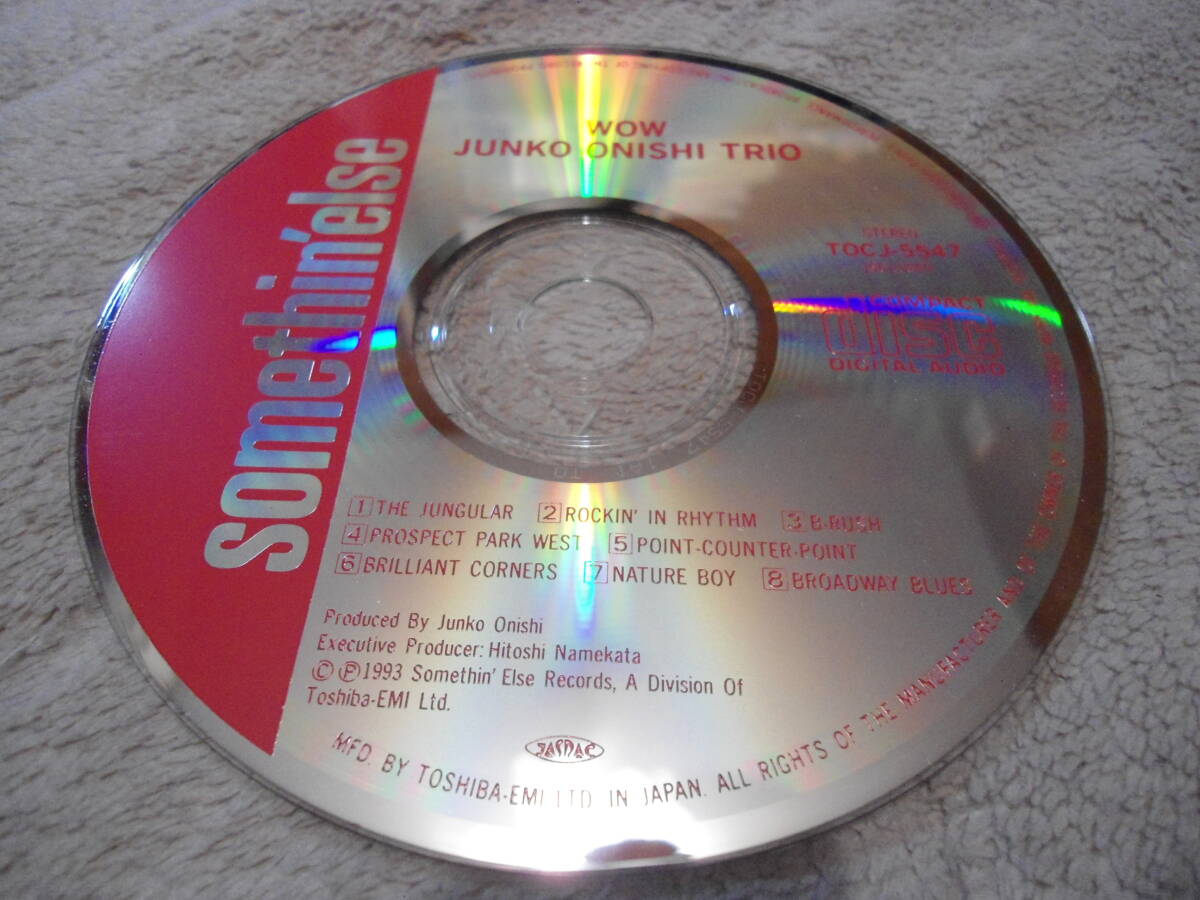 WOW
JUNKO ONISHI TRIO
somethin'else
STEREO
TOCJ-5547
COMPACT
DISC
DIGITAL AUDIO
1 THE JUNGULAR 2 ROCKIN' IN RHYTHM 3 B-RUSH
4 PROSPECT PARK WEST 5 POINT-COUNTER-POINT
6 BRILLIANT CORNERS 7 NATURE BOY 8 BROADWAY BLUES
Produced By Junko Onishi
Executive Producer: Hitoshi Namekata
© ℗ 1993 Somethin' Else Records, A Division Of
Toshiba-EMI Ltd.
JASRAC
MFD. BY TOSHIBA-EMI LTD. IN JAPAN. ALL RIGHTS OF THE MANUFACTURER AND OF THE OWNER OF THE